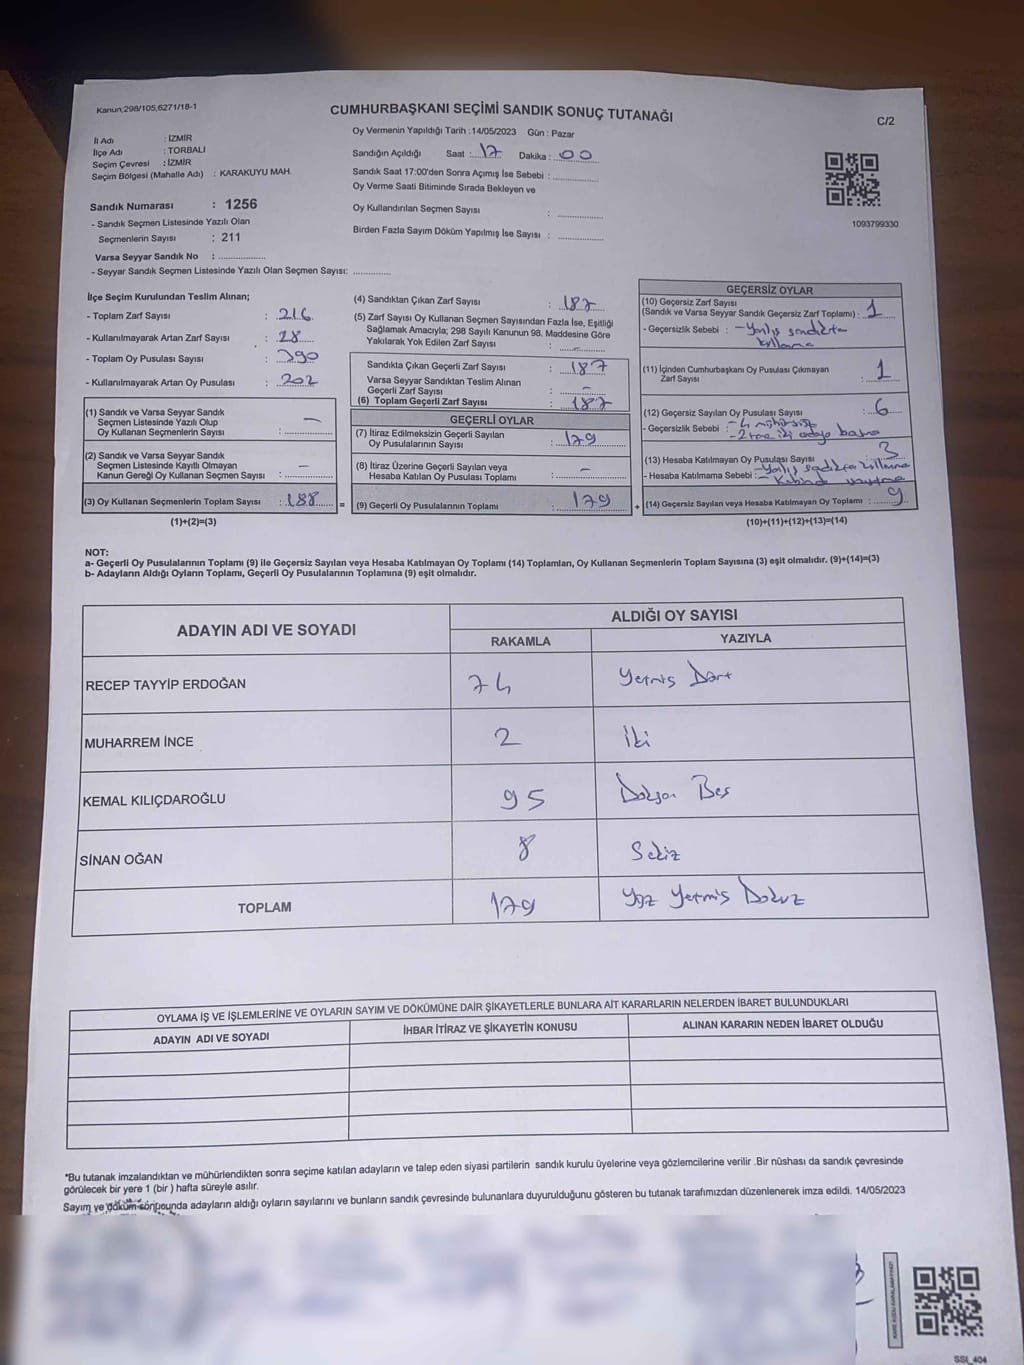 Kanun;298/105,6271/18-1
CUMHURBAŞKANI SEÇİMİ SANDIK SONUÇ TUTANAĞI
C/2
Oy Vermenin Yapıldığı Tarih :14/05/2023 Gün : Pazar
İl Adı : İZMİR
İlçe Adı : TORBALI
Seçim Çevresi : İZMİR
Seçim Bölgesi (Mahalle Adı) : KARAKUYU MAH.
Sandığın Açıldığı Saat : 17 Dakika : 00
Sandık Saat 17:00'den Sonra Açımış İse Sebebi :
Oy Verme Saati Bitiminde Sırada Bekleyen ve
Oy Kullandırılan Seçmen Sayısı :
Birden Fazla Sayım Döküm Yapılmış İse Sayısı :
1093799330
Sandık Numarası : 1256
- Sandık Seçmen Listesinde Yazılı Olan
Seçmenlerin Sayısı : 211
Varsa Seyyar Sandık No :
- Seyyar Sandık Seçmen Listesinde Yazılı Olan Seçmen Sayısı:
İlçe Seçim Kurulundan Teslim Alınan;
- Toplam Zarf Sayısı : 216
- Kullanılmayarak Artan Zarf Sayısı : 28
- Toplam Oy Pusulası Sayısı : 390
- Kullanılmayarak Artan Oy Pusulası : 202
(1) Sandık ve Varsa Seyyar Sandık
Seçmen Listesinde Yazılı Olup
Oy Kullanan Seçmenlerin Sayısı : —
(2) Sandık ve Varsa Seyyar Sandık
Seçmen Listesinde Kayıtlı Olmayan
Kanun Gereği Oy Kullanan Seçmen Sayısı : —
(3) Oy Kullanan Seçmenlerin Toplam Sayısı : 188 =
(1)+(2)=(3)
(4) Sandıktan Çıkan Zarf Sayısı : 187
(5) Zarf Sayısı Oy Kullanan Seçmen Sayısından Fazla İse, Eşitliği
Sağlamak Amacıyla; 298 Sayılı Kanunun 98. Maddesine Göre
Yakılarak Yok Edilen Zarf Sayısı : —
Sandıkta Çıkan Geçerli Zarf Sayısı : 187
Varsa Seyyar Sandıktan Teslim Alınan
Geçerli Zarf Sayısı : —
(6) Toplam Geçerli Zarf Sayısı : 187
GEÇERLİ OYLAR
(7) İtiraz Edilmeksizin Geçerli Sayılan
Oy Pusulalarının Sayısı : 179
(8) İtiraz Üzerine Geçerli Sayılan veya
Hesaba Katılan Oy Pusulası Toplamı : —
(9) Geçerli Oy Pusulalarının Toplamı : 179 +
GEÇERSİZ OYLAR
(10) Geçersiz Zarf Sayısı
(Sandık ve Varsa Seyyar Sandık Geçersiz Zarf Toplamı) : 1
- Geçersizlik Sebebi : - Yanlış sandıkta
kullanma
(11) İçinden Cumhurbaşkanı Oy Pusulası Çıkmayan
Zarf Sayısı : 1
(12) Geçersiz Sayılan Oy Pusulası Sayısı : 6
- Geçersizlik Sebebi : - 4 mühürsüz
- 2 tane iki adaya basma
(13) Hesaba Katılmayan Oy Pusulası Sayısı : 3
- Hesaba Katılmama Sebebi : - Yanlış
(14) Geçersiz Sayılan veya Hesaba Katılmayan Oy Toplamı : 9
(10)+(11)+(12)+(13)=(14)
NOT:
a- Geçerli Oy Pusulalarının Toplamı (9) ile Geçersiz Sayılan veya Hesaba Katılmayan Oy Toplamı (14) Toplamları, Oy Kullanan Seçmenlerin Toplam Sayısına (3) eşit olmalıdır. (9)+(14)=(3)
b- Adayların Aldığı Oyların Toplamı, Geçerli Oy Pusulalarının Toplamına (9) eşit olmalıdır.
ADAYIN ADI VE SOYADI
ALDIĞI OY SAYISI
RAKAMLA YAZIYLA
RECEP TAYYİP ERDOĞAN 74 Yetmiş Dört
MUHARREM İNCE 2 İki
KEMAL KILIÇDAROĞLU 95 Doksan Beş
SİNAN OĞAN 8 Sekiz
TOPLAM 179 Yüz Yetmiş Dokuz
OYLAMA İŞ VE İŞLEMLERİNE VE OYLARIN SAYIM VE DÖKÜMÜNE DAİR ŞİKAYETLERLE BUNLARA AİT KARARLARIN NELERDEN İBARET BULUNDUKLARI
ADAYIN ADI VE SOYADI İHBAR İTİRAZ VE ŞİKAYETİN KONUSU ALINAN KARARIN NEDEN İBARET OLDUĞU
*Bu tutanak imzalandıktan ve mühürlendikten sonra seçime katılan adayların ve talep eden siyasi partilerin sandık kurulu üyelerine veya gözlemcilerine verilir .Bir nüshası da sandık çevresinde
görülecek bir yere 1 (bir ) hafta süreyle asılır.
Sayım ve döküm sonpounda adayların aldığı oyların sayılarını ve bunların sandık çevresinde bulunanlara duyurulduğunu gösteren bu tutanak tarafımızdan düzenlenerek imza edildi. 14/05/2023
SSI_404